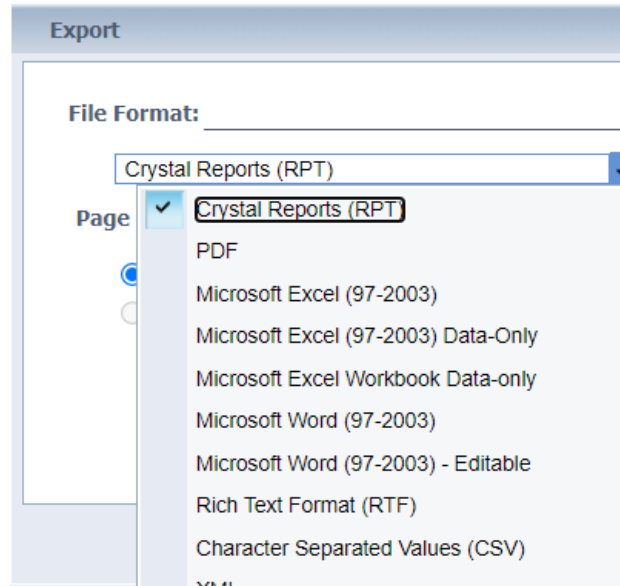 Export
File Format:
Crystal Reports (RPT)
Page
Crystal Reports (RPT)
PDF
Microsoft Excel (97-2003)
Microsoft Excel (97-2003) Data-Only
Microsoft Excel Workbook Data-only
Microsoft Word (97-2003)
Microsoft Word (97-2003) - Editable
Rich Text Format (RTF)
Character Separated Values (CSV)
XML